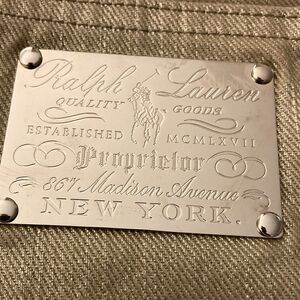 Ralph Lauren
QUALITY GOODS
ESTABLISHED MCMLXVII
Proprietor
867 Madison Avenue
NEW YORK.